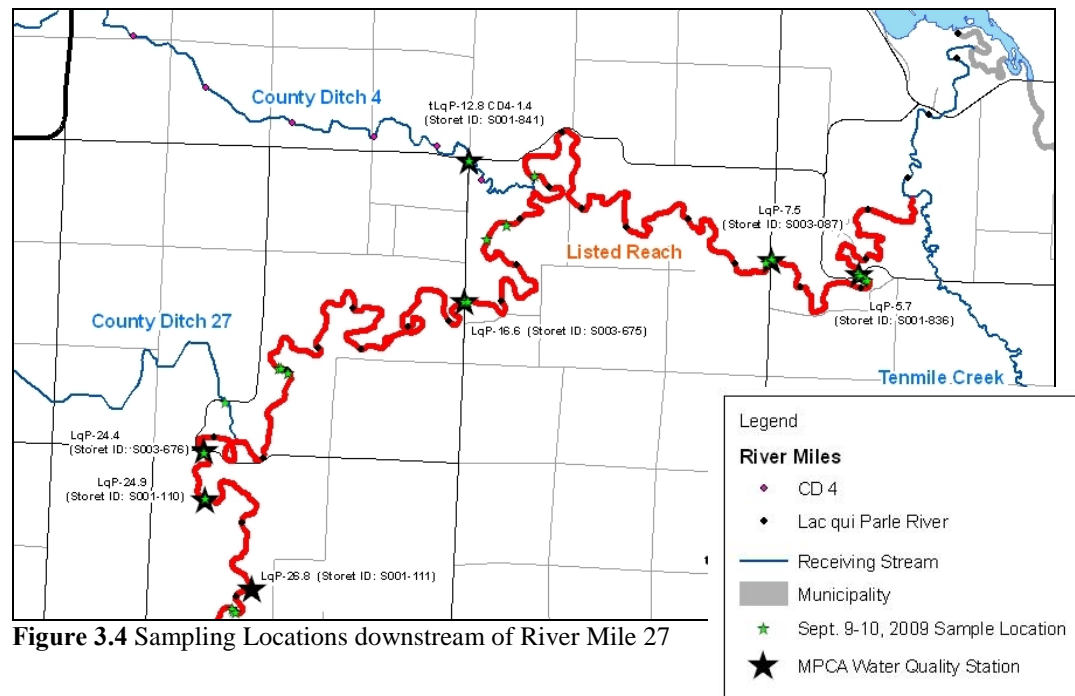 County Ditch 4
tLqP-12.8 CD4-1.4
(Storet ID: S001-841)
LqP-7.5
(Storet ID: S003-087)
Listed Reach
LqP-5.7
(Storet ID: S001-836)
County Ditch 27
LqP-16.6 (Storet ID: S003-675)
Tenmile Creek
LqP-24.4
(Storet ID: S003-676)
LqP-24.9
(Storet ID: S001-110)
LqP-26.8 (Storet ID: S001-111)
Legend
River Miles
CD 4
Lac qui Parle River
Receiving Stream
Municipality
Sept. 9-10, 2009 Sample Location
MPCA Water Quality Station
Figure 3.4 Sampling Locations downstream of River Mile 27